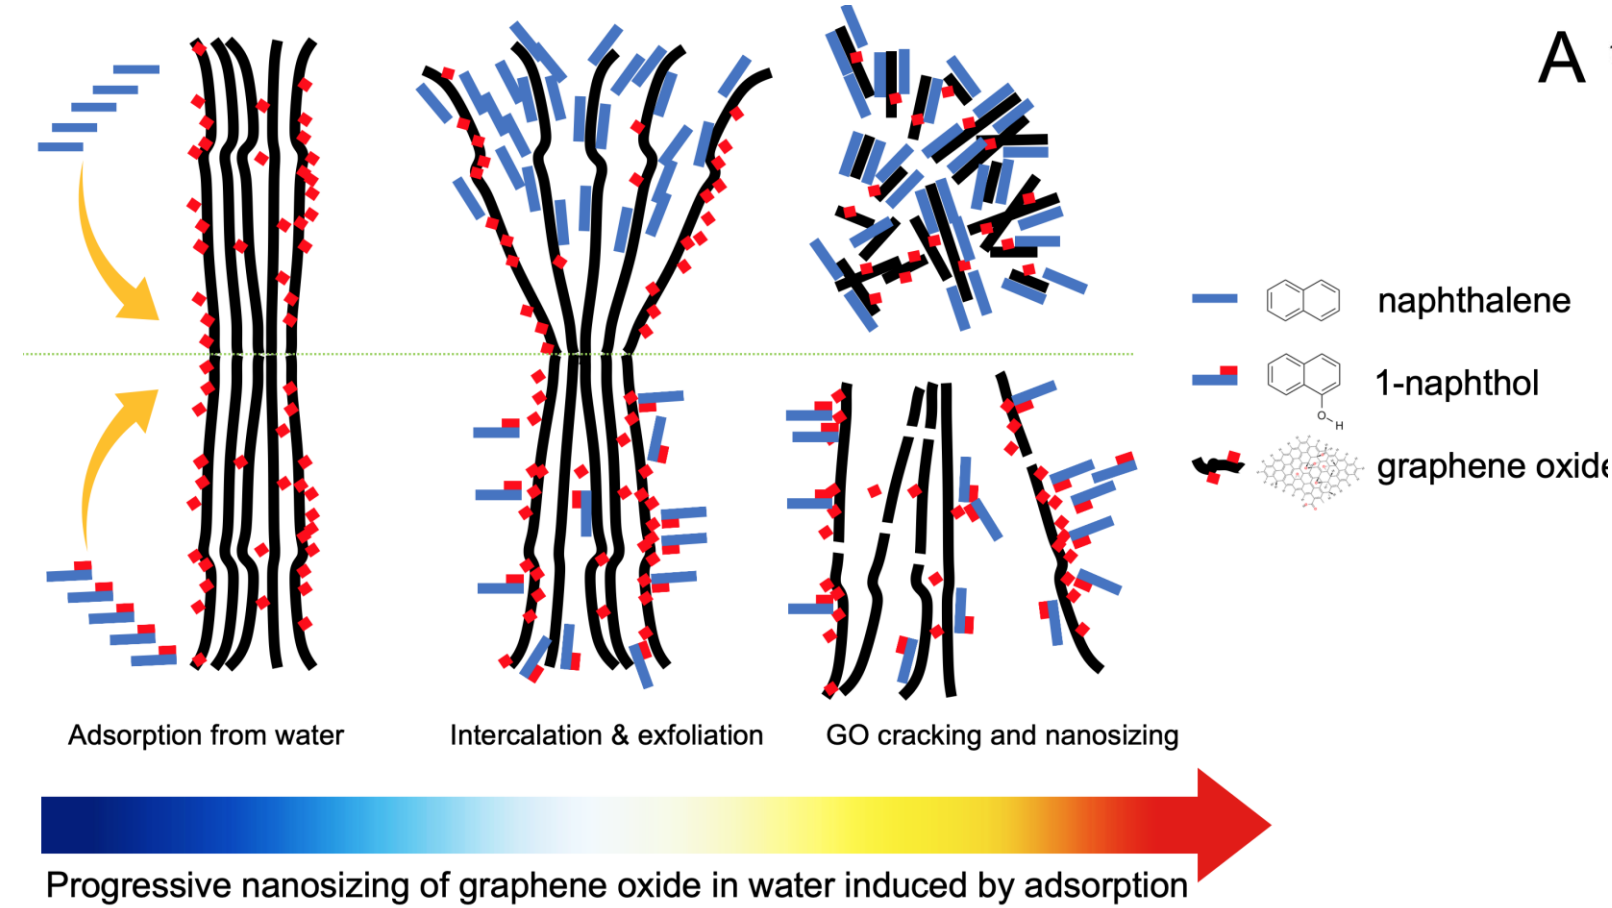 A
naphthalene
1-naphthol
O
H
graphene oxide
Adsorption from water
Intercalation & exfoliation
GO cracking and nanosizing
Progressive nanosizing of graphene oxide in water induced by adsorption